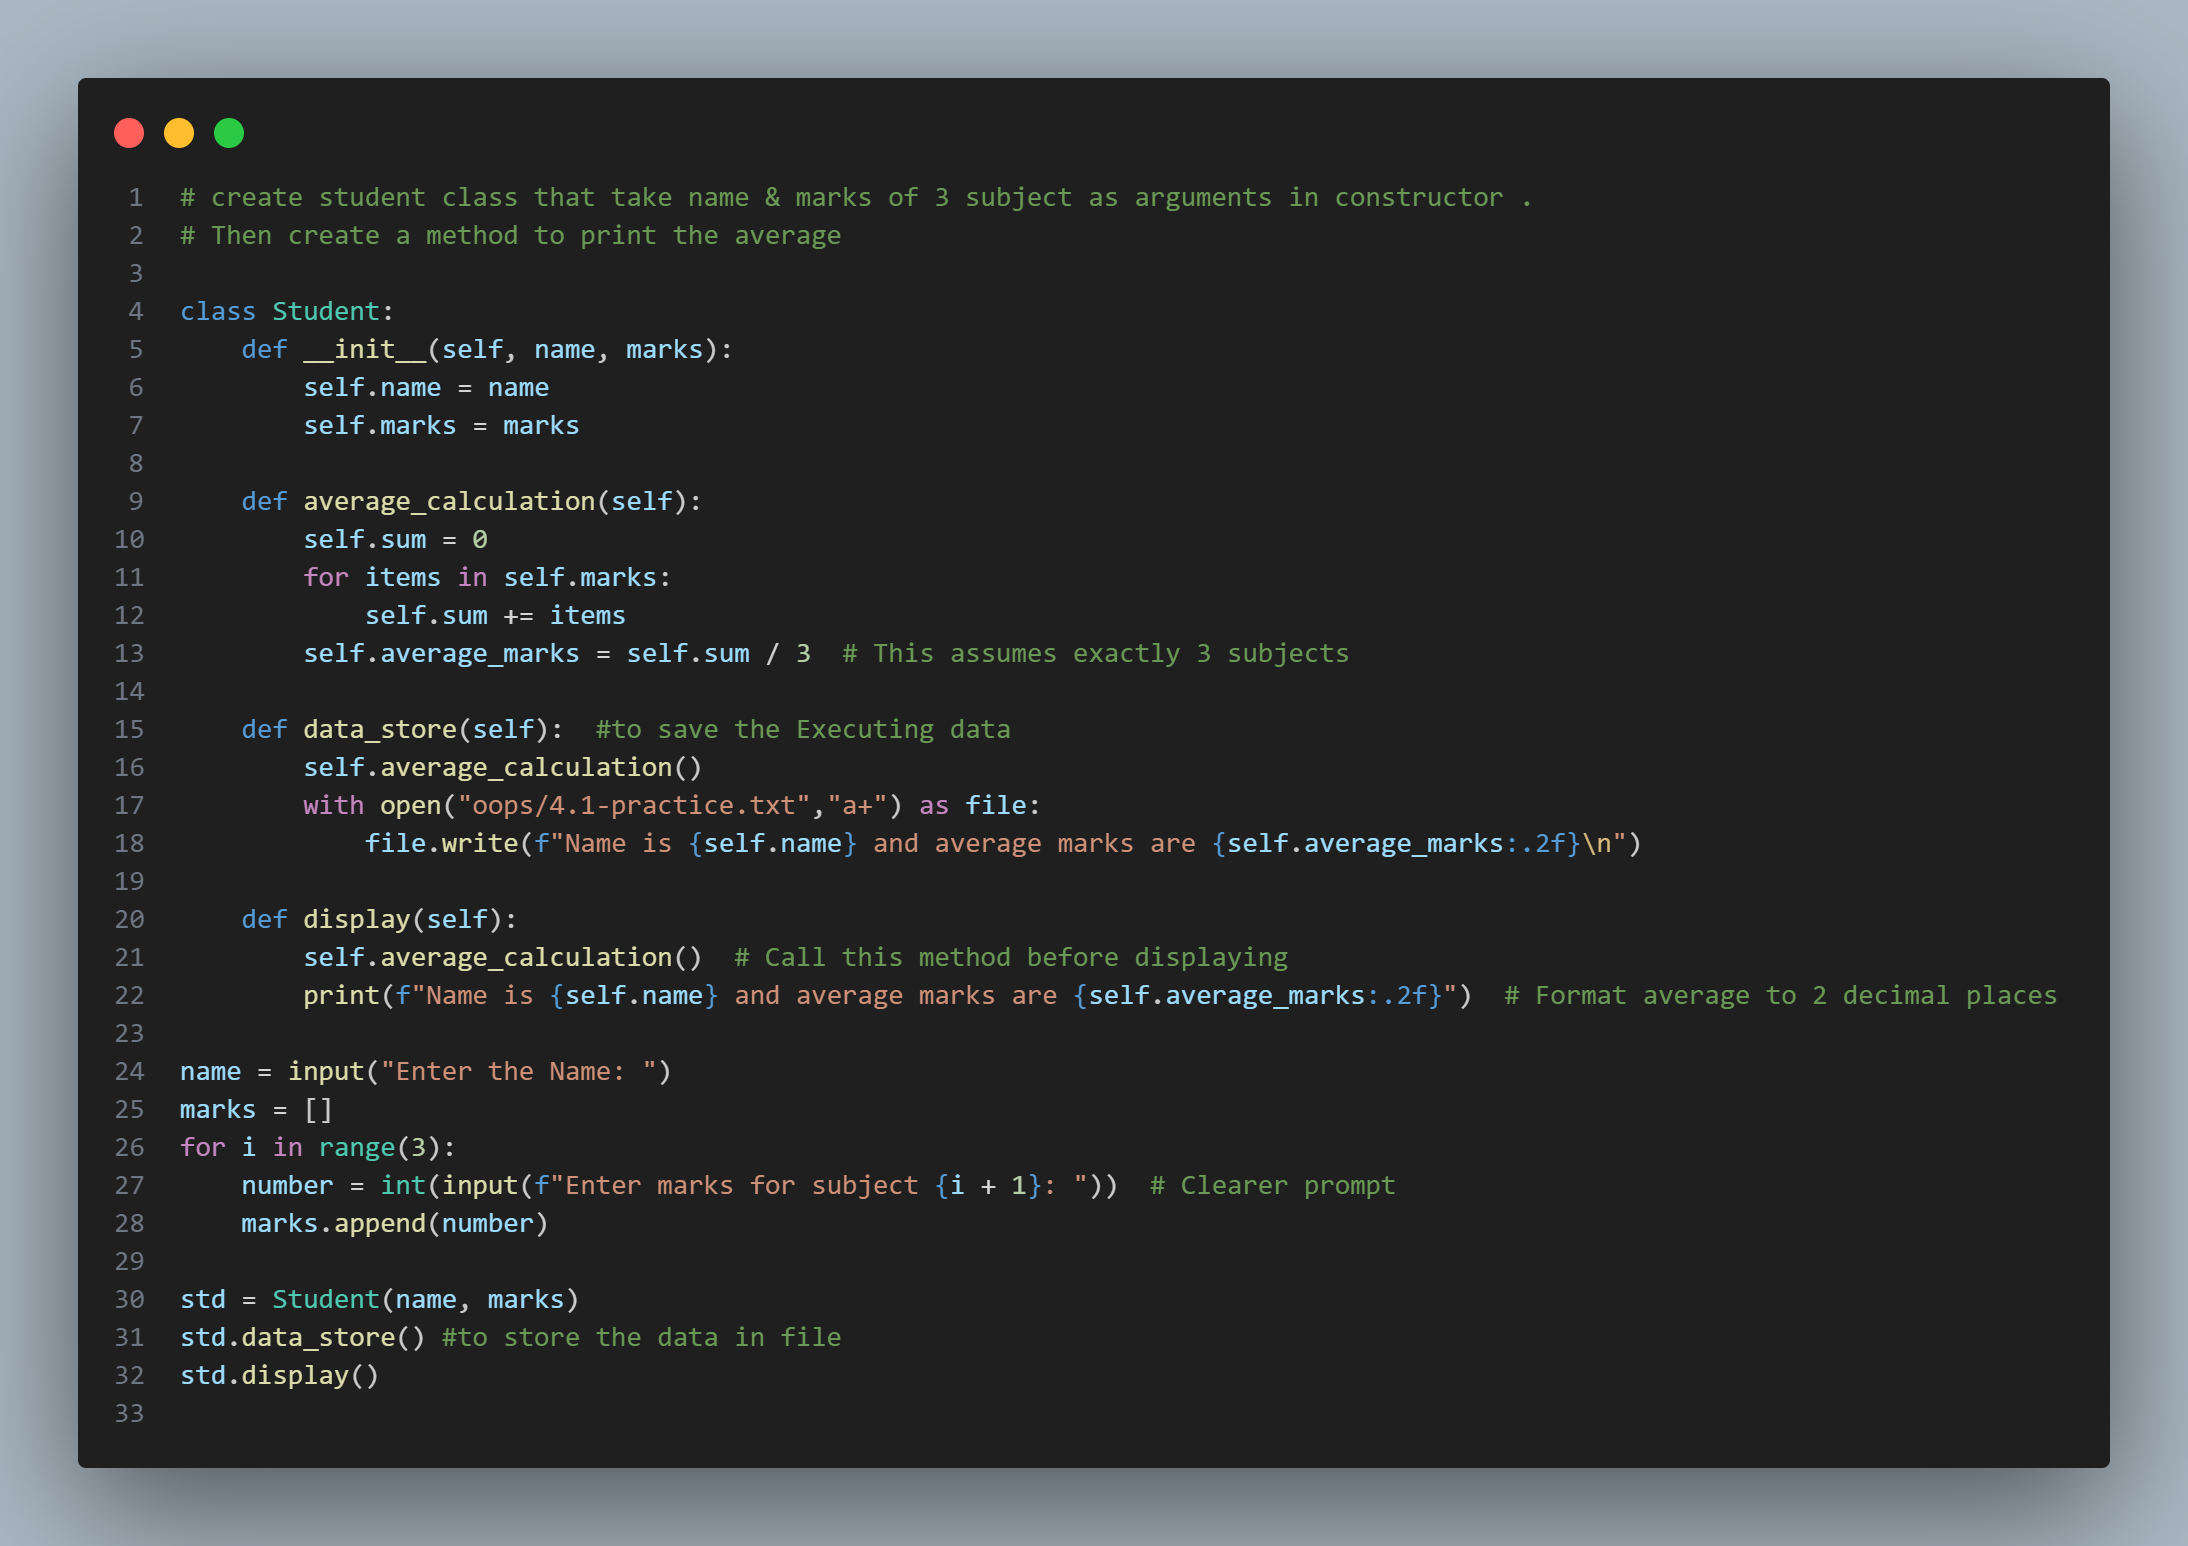 1 # create student class that take name & marks of 3 subject as arguments in constructor .
2 # Then create a method to print the average
3
4 class Student:
5     def __init__(self, name, marks):
6         self.name = name
7         self.marks = marks
8
9     def average_calculation(self):
10         self.sum = 0
11         for items in self.marks:
12             self.sum += items
13         self.average_marks = self.sum / 3  # This assumes exactly 3 subjects
14
15     def data_store(self):  #to save the Executing data
16         self.average_calculation()
17         with open("oops/4.1-practice.txt","a+") as file:
18             file.write(f"Name is {self.name} and average marks are {self.average_marks:.2f}\n")
19
20     def display(self):
21         self.average_calculation()  # Call this method before displaying
22         print(f"Name is {self.name} and average marks are {self.average_marks:.2f}")  # Format average to 2 decimal places
23
24 name = input("Enter the Name: ")
25 marks = []
26 for i in range(3):
27     number = int(input(f"Enter marks for subject {i + 1}: "))  # Clearer prompt
28     marks.append(number)
29
30 std = Student(name, marks)
31 std.data_store() #to store the data in file
32 std.display()
33